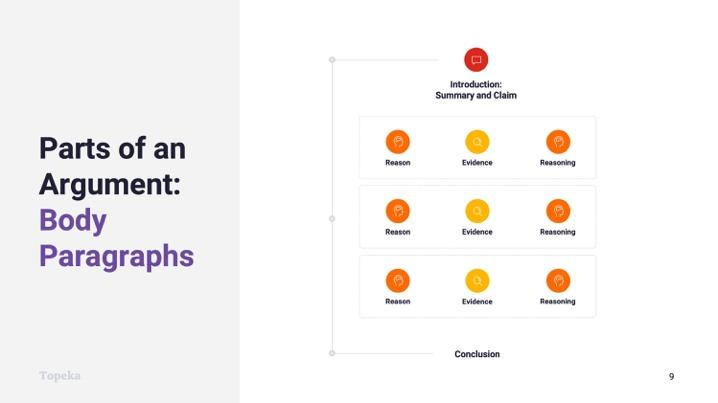 Parts of an
Argument:
Body
Paragraphs
Introduction:
Summary and Claim
Reason Evidence Reasoning
Reason Evidence Reasoning
Reason Evidence Reasoning
Conclusion
Topeka
9